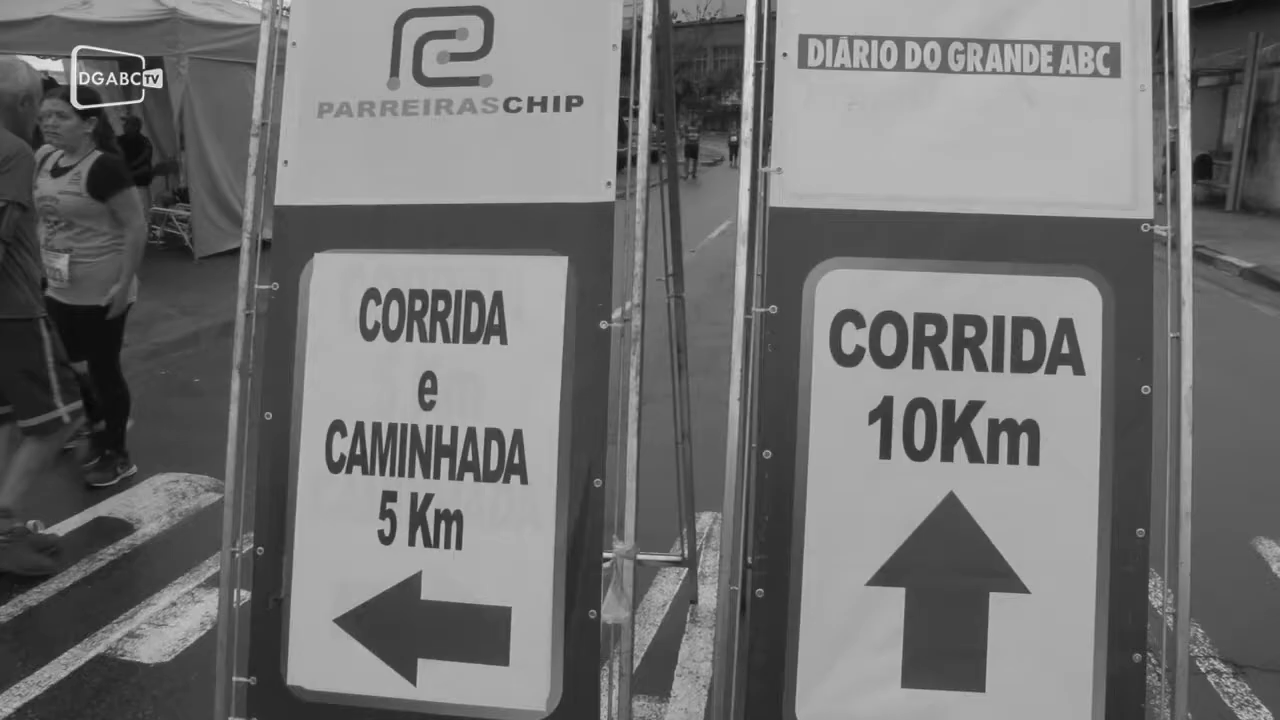 DGABC TV
PARREIRASCHIP
CORRIDA
e
CAMINHADA
5 Km
DIÁRIO DO GRANDE ABC
CORRIDA
10Km